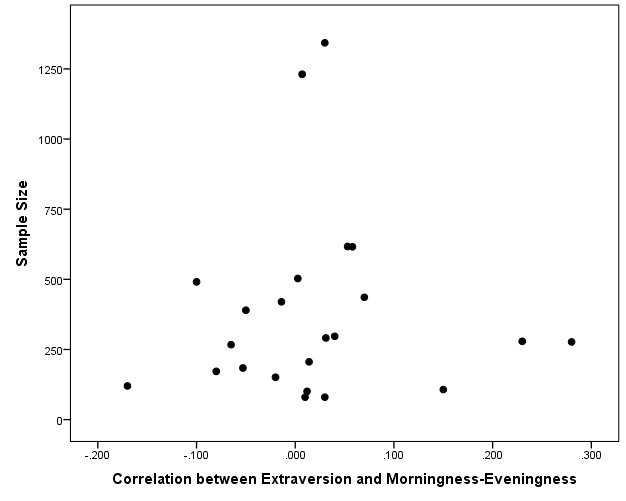 1250
1000
750
500
250
0
Sample Size
-.200 -.100 .000 .100 .200 .300
Correlation between Extraversion and Morningness-Eveningness